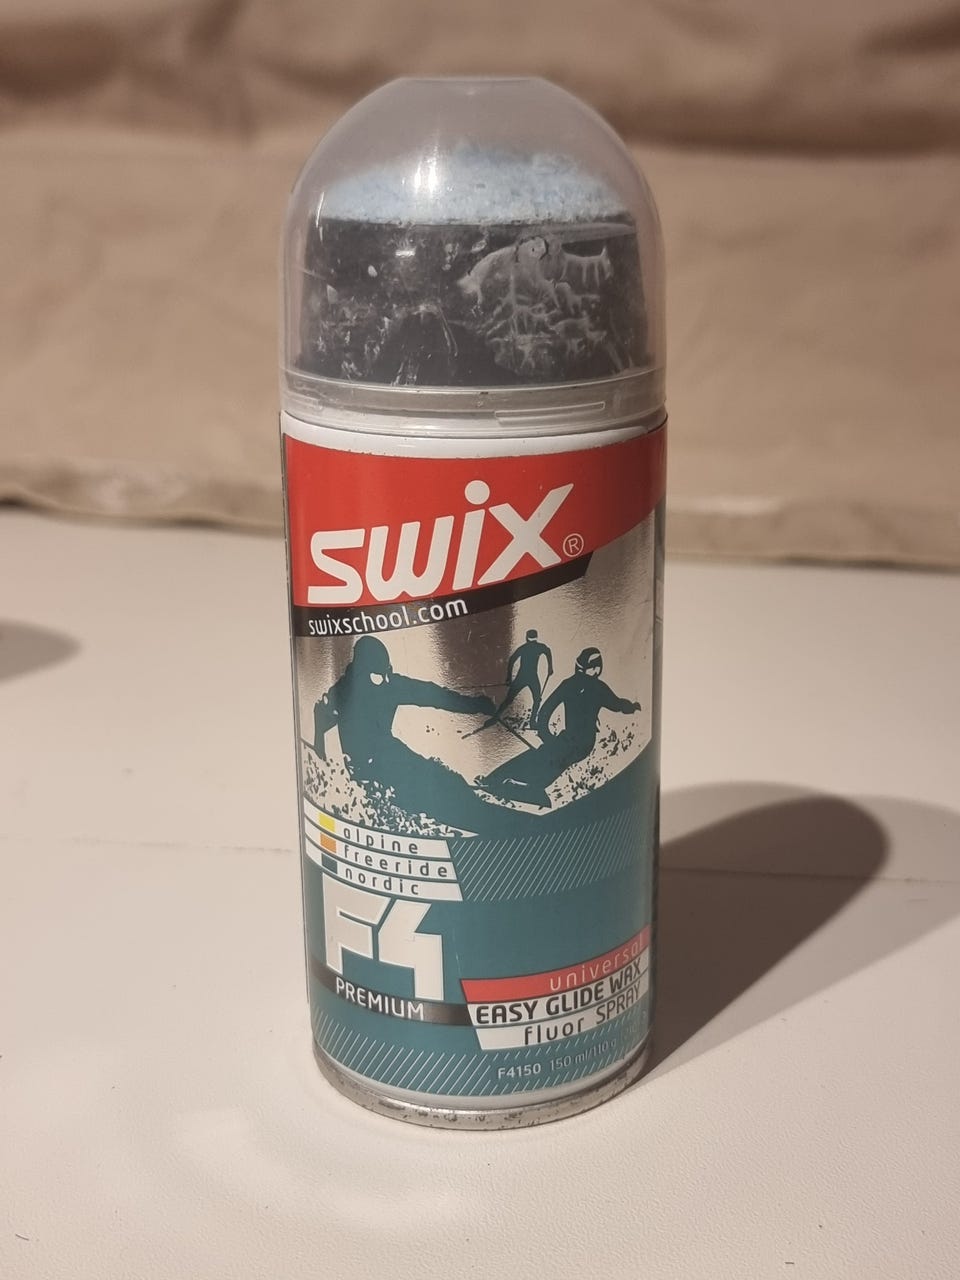 swix®
swixschool.com
alpine
freeride
nordic
F4
PREMIUM
universal
EASY GLIDE WAX
fluor SPRAY
F4150 150 ml/110 g